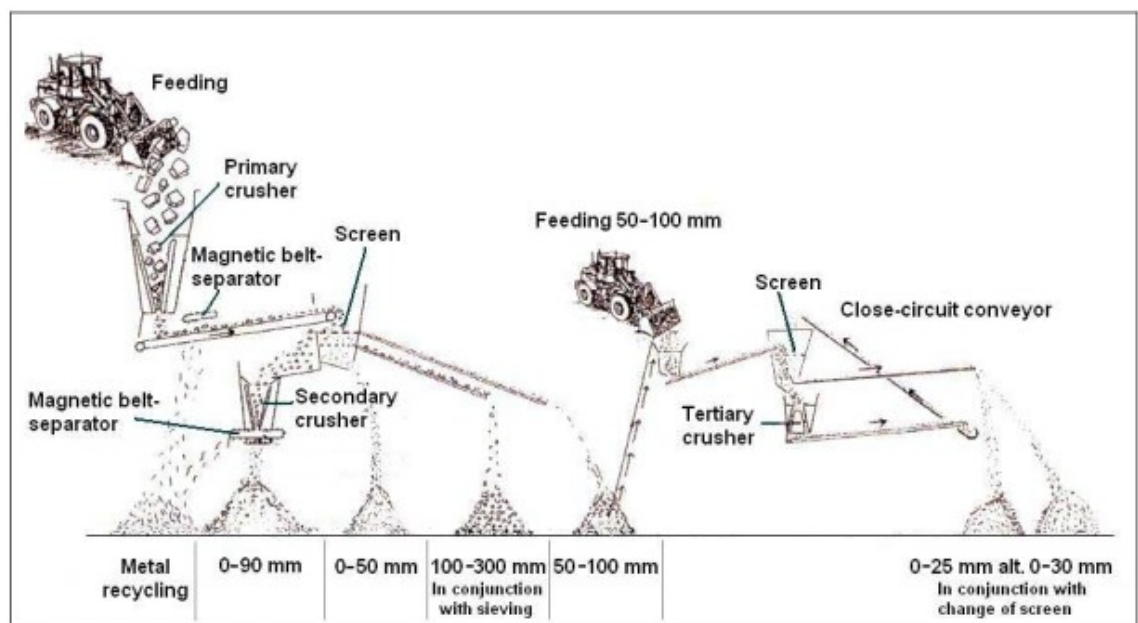 Feeding
Primary
crusher
Magnetic belt-
separator
Screen
Feeding 50-100 mm
Screen
Close-circuit conveyor
Magnetic belt-
separator
Secondary
crusher
Tertiary
crusher
Metal
recycling
0-90 mm
0-50 mm
100-300 mm
In conjunction
with sieving
50-100 mm
0-25 mm alt. 0-30 mm
In conjunction with
change of screen